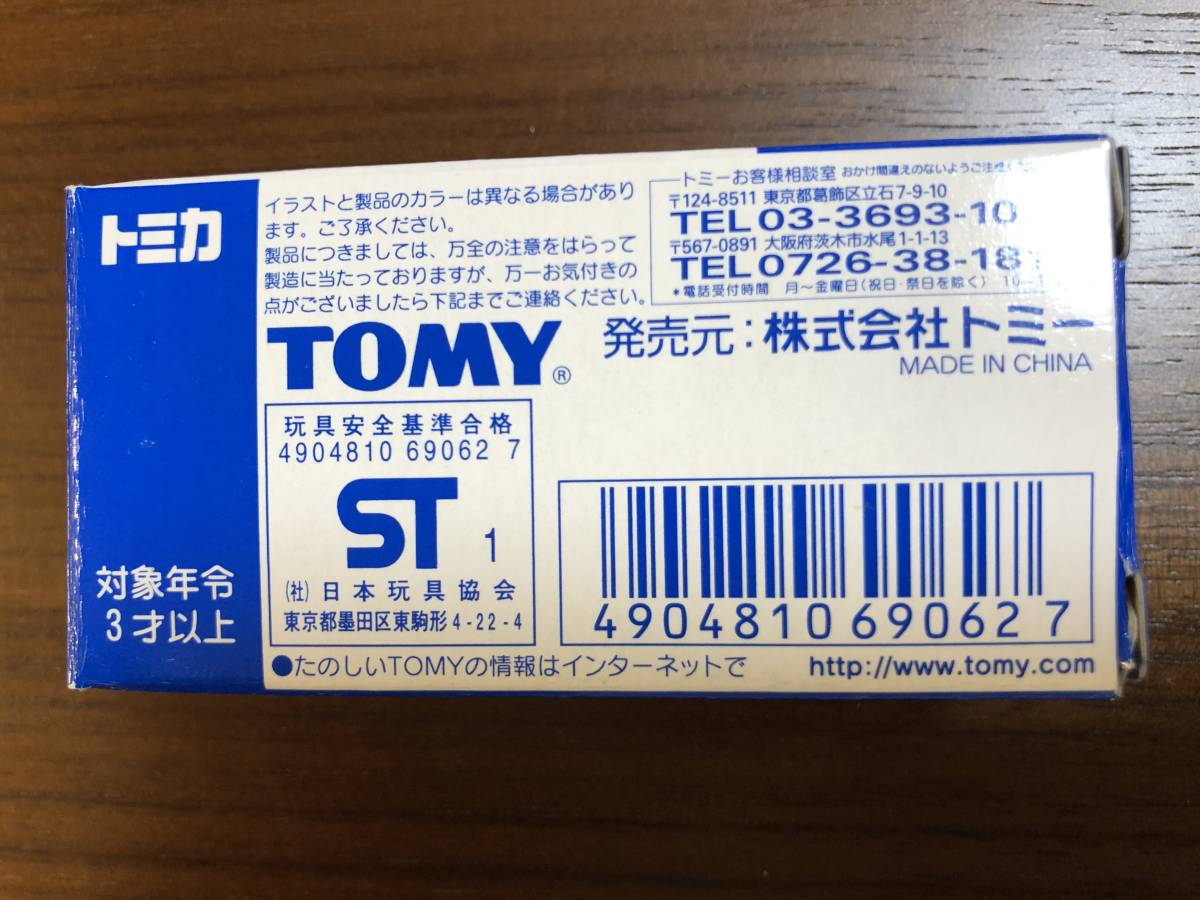 トミカ
対象年令
3才以上
イラストと製品のカラーは異なる場合があり
ます。ご了承ください。
製品につきましては、万全の注意をはらって
製造に当たっておりますが、万一お気付きの
点がございましたら下記までご連絡ください。
トミーお客様相談室 おかけ間違えのないようご注意
〒124-8511 東京都葛飾区立石7-9-10
TEL 03-3693-10
〒567-0891 大阪府茨木市水尾1-1-13
TEL 0726-38-18
*電話受付時間 月〜金曜日(祝日・祭日を除く) 10
TOMY®
発売元:株式会社トミー
MADE IN CHINA
玩具安全基準合格
4904810 69062 7
ST 1
(社)日本玩具協会
東京都墨田区東駒形4-22-4
4904810690627
●たのしいTOMYの情報はインターネットで http://www.tomy.com